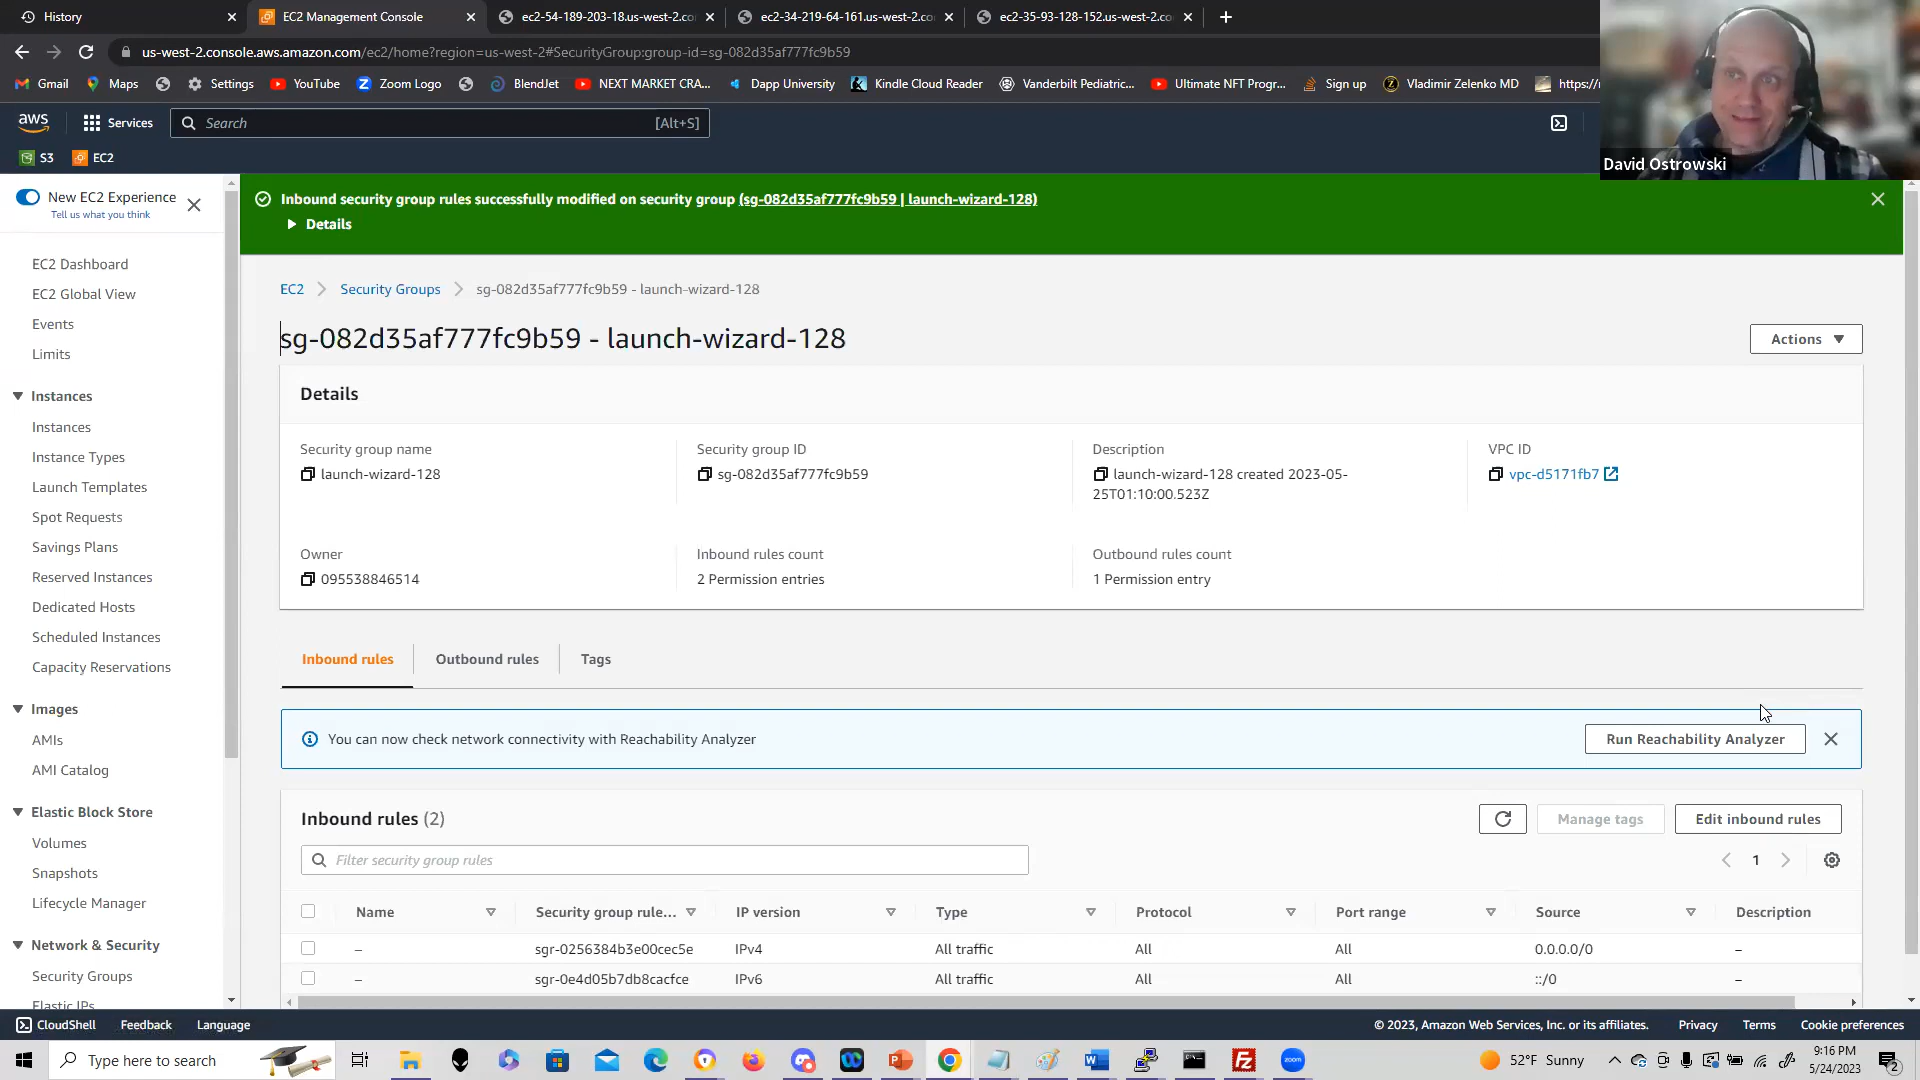 History
EC2 Management Console
ec2-54-189-203-18.us-west-2.co
ec2-34-219-64-161.us-west-2.co
ec2-35-93-128-152.us-west-2.co
us-west-2.console.aws.amazon.com/ec2/home?region=us-west-2#SecurityGroup:group-id=sg-082d35af777fc9b59
Gmail
Maps
Settings
YouTube
Zoom Logo
BlendJet
NEXT MARKET CRA...
Dapp University
Kindle Cloud Reader
Vanderbilt Pediatric...
Ultimate NFT Progr...
Sign up
Vladimir Zelenko MD
aws
Services
Search
[Alt+S]
S3
EC2
David Ostrowski
New EC2 Experience
Tell us what you think
EC2 Dashboard
EC2 Global View
Events
Limits
Instances
Instances
Instance Types
Launch Templates
Spot Requests
Savings Plans
Reserved Instances
Dedicated Hosts
Scheduled Instances
Capacity Reservations
Images
AMIs
AMI Catalog
Elastic Block Store
Volumes
Snapshots
Lifecycle Manager
Network & Security
Security Groups
Elastic IPs
Inbound security group rules successfully modified on security group (sg-082d35af777fc9b59 | launch-wizard-128)
Details
EC2 > Security Groups > sg-082d35af777fc9b59 - launch-wizard-128
sg-082d35af777fc9b59 - launch-wizard-128
Actions
Details
Security group name
launch-wizard-128
Security group ID
sg-082d35af777fc9b59
Description
launch-wizard-128 created 2023-05-
25T01:10:00.523Z
VPC ID
vpc-d5171fb7
Owner
095538846514
Inbound rules count
2 Permission entries
Outbound rules count
1 Permission entry
Inbound rules
Outbound rules
Tags
You can now check network connectivity with Reachability Analyzer
Run Reachability Analyzer
Inbound rules (2)
Manage tags
Edit inbound rules
Filter security group rules
1
Name
Security group rule...
IP version
Type
Protocol
Port range
Source
Description
– sgr-0256384b3e00cec5e IPv4 All traffic All All 0.0.0.0/0 –
– sgr-0e4d05b7db8cacfce IPv6 All traffic All All ::/0 –
CloudShell
Feedback
Language
© 2023, Amazon Web Services, Inc. or its affiliates.
Privacy
Terms
Cookie preferences
Type here to search
zoom
52°F Sunny
9:16 PM
5/24/2023
2